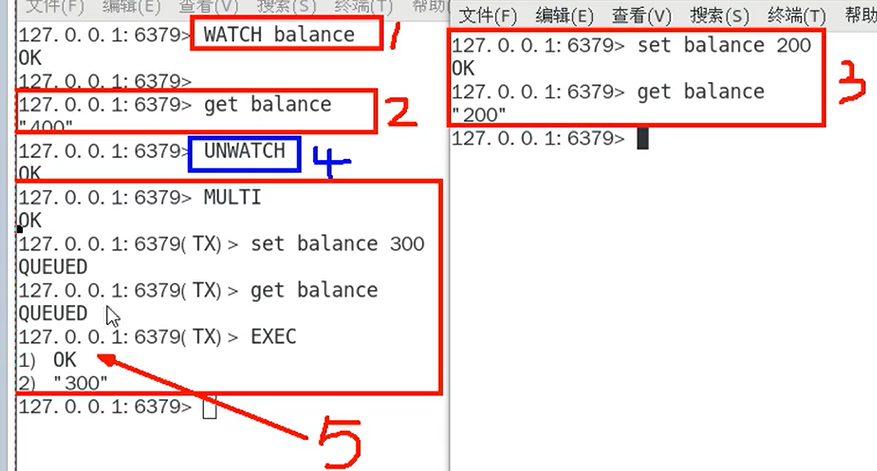 文件(F) 编辑(E) 查看(V) 搜索(S) 终端(T) 帮助
127.0.0.1:6379> WATCH balance
1
OK
127.0.0.1:6379>
127.0.0.1:6379> get balance
2
"400"
127.0.0.1:6379> UNWATCH
4
OK
127.0.0.1:6379> MULTI
OK
127.0.0.1:6379(TX)> set balance 300
QUEUED
127.0.0.1:6379(TX)> get balance
QUEUED
127.0.0.1:6379(TX)> EXEC
1) OK
2) "300"
127.0.0.1:6379>
5
文件(F) 编辑(E) 查看(V) 搜索(S) 终端(T) 帮助
127.0.0.1:6379> set balance 200
OK
3
127.0.0.1:6379> get balance
"200"
127.0.0.1:6379>